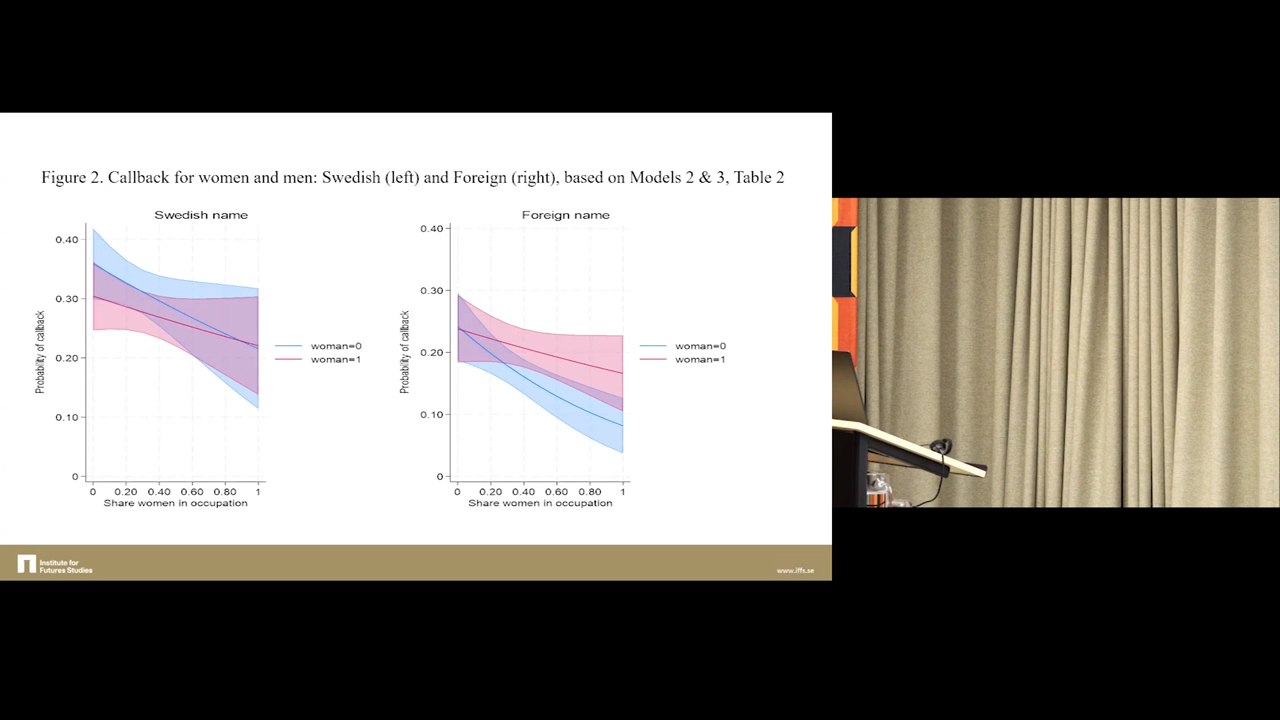 Figure 2. Callback for women and men: Swedish (left) and Foreign (right), based on Models 2 & 3, Table 2
Swedish name
Probability of callback
0.40
0.30
0.20
0.10
0
0 0.20 0.40 0.60 0.80 1
Share women in occupation
woman=0
woman=1
Foreign name
Probability of callback
0.40
0.30
0.20
0.10
0
0 0.20 0.40 0.60 0.80 1
Share women in occupation
woman=0
woman=1
Institute for
Futures Studies
www.iffs.se